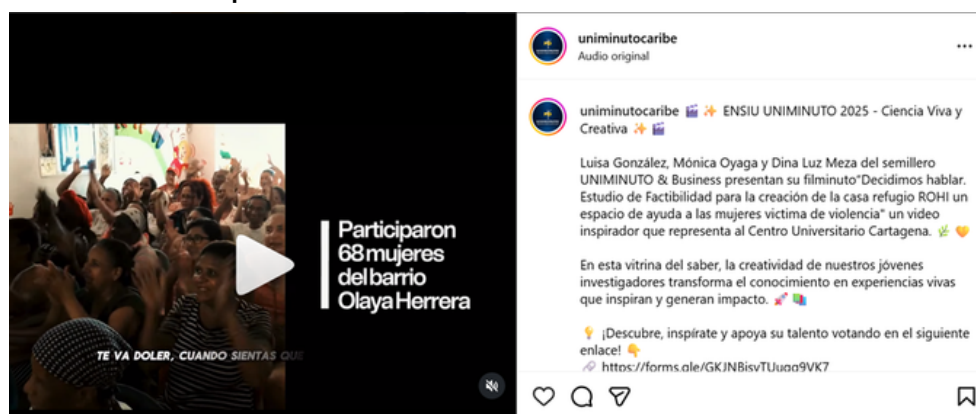 Participaron
68 mujeres
del barrio
Olaya Herrera
TE VA DOLER, CUANDO SIENTAS QUE
uniminutocaribe
Audio original
uniminutocaribe 🎬 ✨ ENSIU UNIMINUTO 2025 - Ciencia Viva y
Creativa ✨ 🎬
Luisa González, Mónica Oyaga y Dina Luz Meza del semillero
UNIMINUTO & Business presentan su filminuto"Decidimos hablar.
Estudio de Factibilidad para la creación de la casa refugio ROHI un
espacio de ayuda a las mujeres victima de violencia" un video
inspirador que representa al Centro Universitario Cartagena. 🌿 🧡
En esta vitrina del saber, la creatividad de nuestros jóvenes
investigadores transforma el conocimiento en experiencias vivas
que inspiran y generan impacto. 🚀 📚
💡 ¡Descubre, inspírate y apoya su talento votando en el siguiente
enlace! 👇